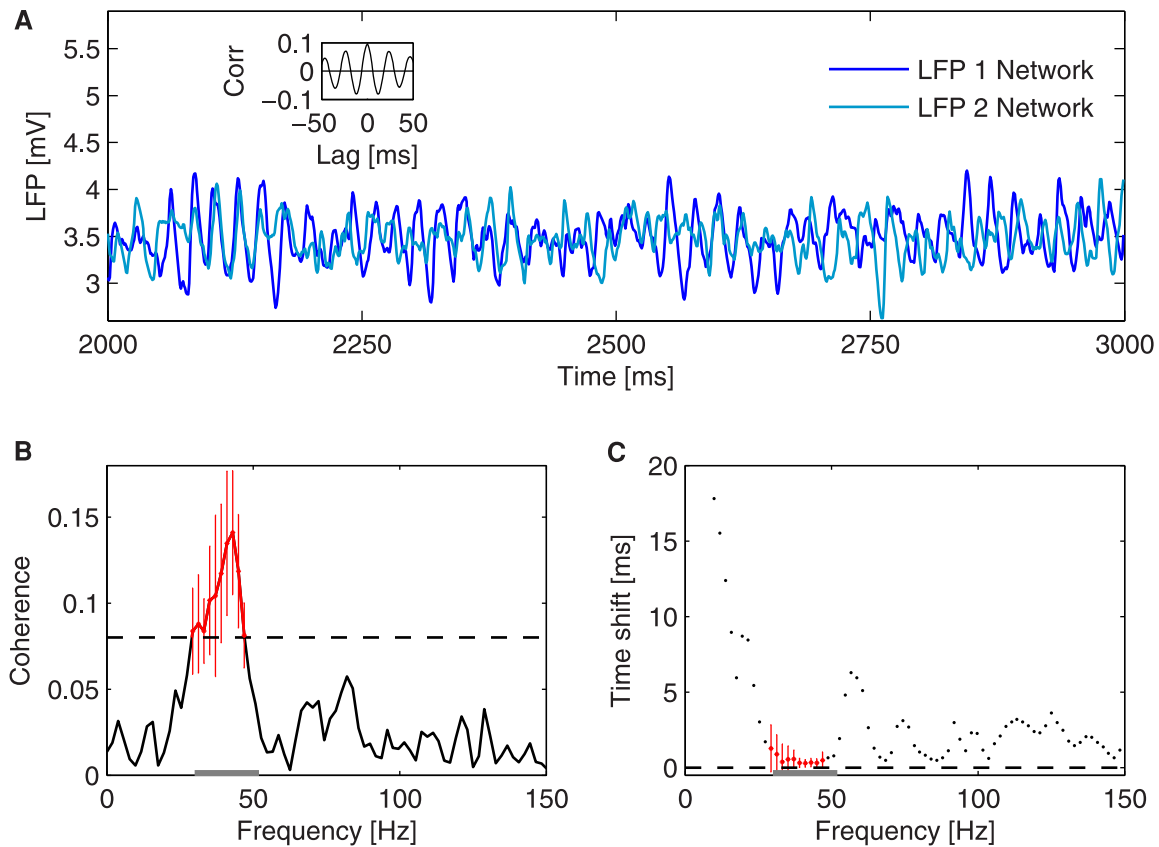 A
5.5
5
4.5
4
3.5
3
LFP [mV]
2000 2250 2500 2750 3000
Time [ms]
Corr
0.1
0
−0.1
−50 0 50
Lag [ms]
LFP 1 Network
LFP 2 Network
B
Coherence
0.15
0.1
0.05
0
0 50 100 150
Frequency [Hz]
C
Time shift [ms]
20
15
10
5
0
0 50 100 150
Frequency [Hz]